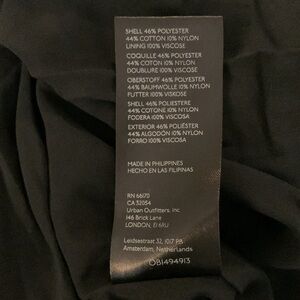 SHELL 46% POLYESTER
44% COTTON 10% NYLON
LINING 100% VISCOSE
COQUILLE 46% POLYESTER
44% COTON 10% NYLON
DOUBLURE 100% VISCOSE
OBERSTOFF 46% POLYESTER
44% BAUMWOLLE 10% NYLON
FUTTER 100% VISKOSE
SHELL 46% POLIESTERE
44% COTONE 10% NYLON
FODERA 100% VISCOSA
EXTERIOR 46% POLIÉSTER
44% ALGODÓN 10% NYLON
FORRO 100% VISCOSA
MADE IN PHILIPPINES
HECHO EN LAS FILIPINAS
RN 66170
CA 32054
Urban Outfitters: Inc
146 Brick Lane
LONDON, E1 6RU
Leidsestraat 32, 1017 PB
Amsterdam, Netherlands
OB1494913